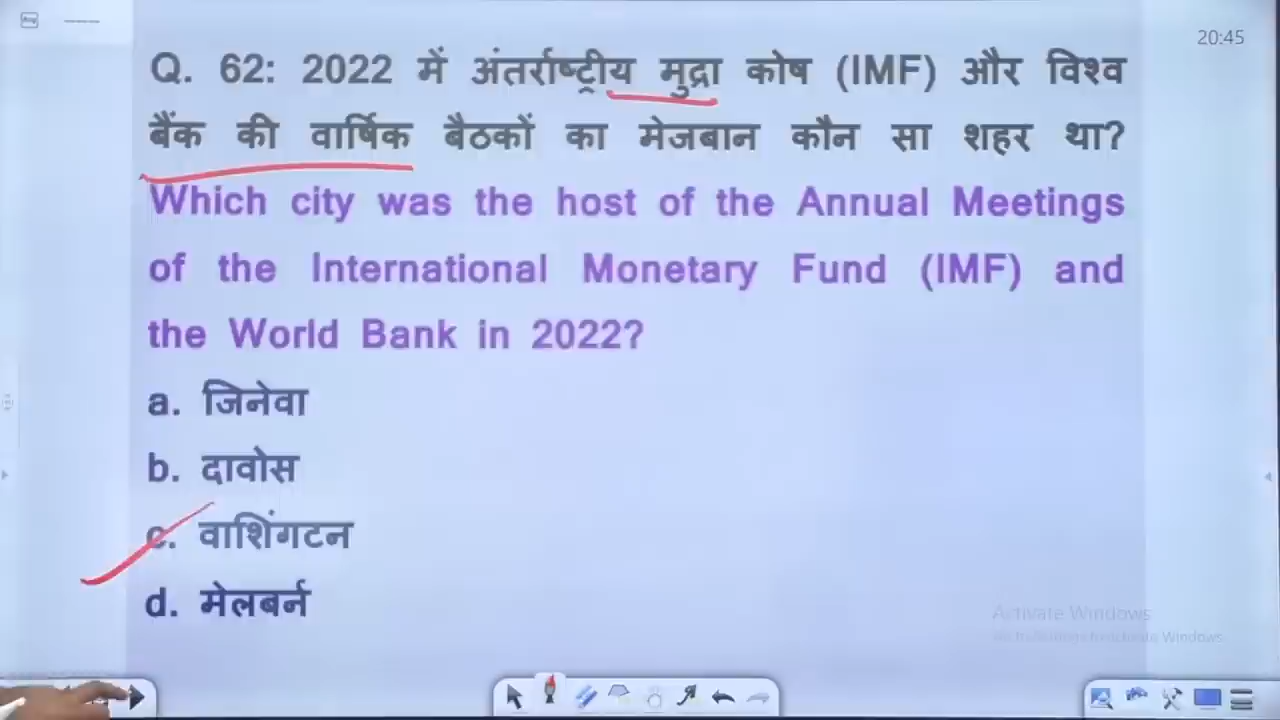 20:45
Q. 62: 2022 में अंतर्राष्ट्रीय मुद्रा कोष (IMF) और विश्व
बैंक की वार्षिक बैठकों का मेजबान कौन सा शहर था?
Which city was the host of the Annual Meetings
of the International Monetary Fund (IMF) and
the World Bank in 2022?
a. जिनेवा
b. दावोस
c. वाशिंगटन
d. मेलबर्न
Activate Windows